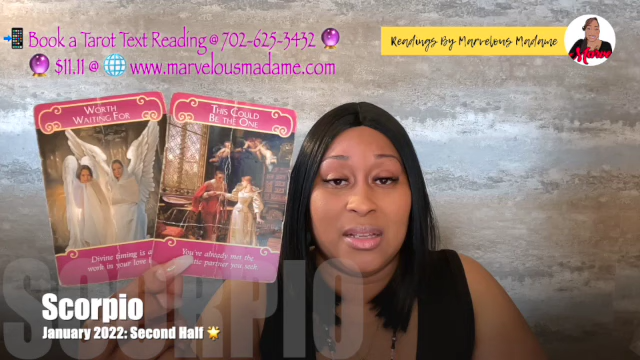 📲 Book a Tarot Text Reading @ 702-625-3432 🔮
🔮 $11.11 @ 🌐 www.marvelousmadame.com
Readings By Marvelous Madame
WORTH
WAITING FOR
THIS COULD
BE THE ONE
Divine timing is a
work in your love
You've already met the
partner you seek
SCORPIO
Scorpio
January 2022: Second Half 🌟